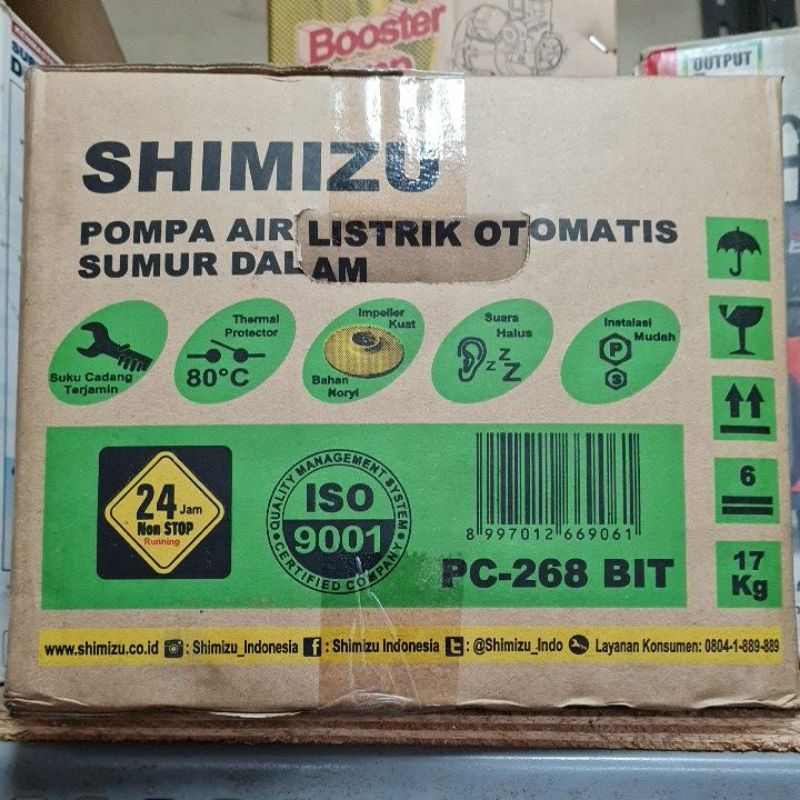 Booster
OUTPUT
SHIMIZU
POMPA AIR LISTRIK OTOMATIS
SUMUR DALAM
Suku Cadang
Terjamin
Thermal
Protector
80°C
Impeller
Kuat
Bahan
Noryl
Suara
Halus
z Z Z
Instalasi
Mudah
P
S
24 Jam
Non STOP
Running
QUALITY MANAGEMENT SYSTEM
ISO
9001
CERTIFIED COMPANY
8 997012 669061
PC-268 BIT
6
17
Kg
www.shimizu.co.id : Shimizu_Indonesia f : Shimizu Indonesia t : @Shimizu_Indo Layanan Konsumen: 0804-1-889-889